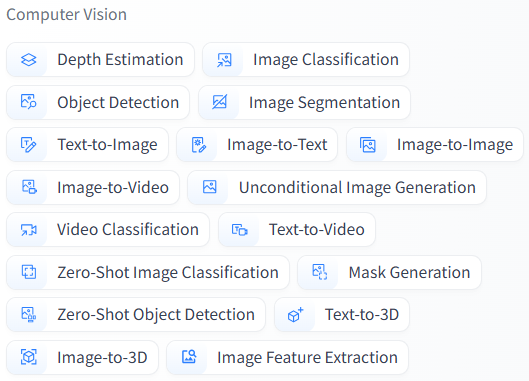 Computer Vision
Depth Estimation Image Classification
Object Detection Image Segmentation
Text-to-Image Image-to-Text Image-to-Image
Image-to-Video Unconditional Image Generation
Video Classification Text-to-Video
Zero-Shot Image Classification Mask Generation
Zero-Shot Object Detection Text-to-3D
Image-to-3D Image Feature Extraction